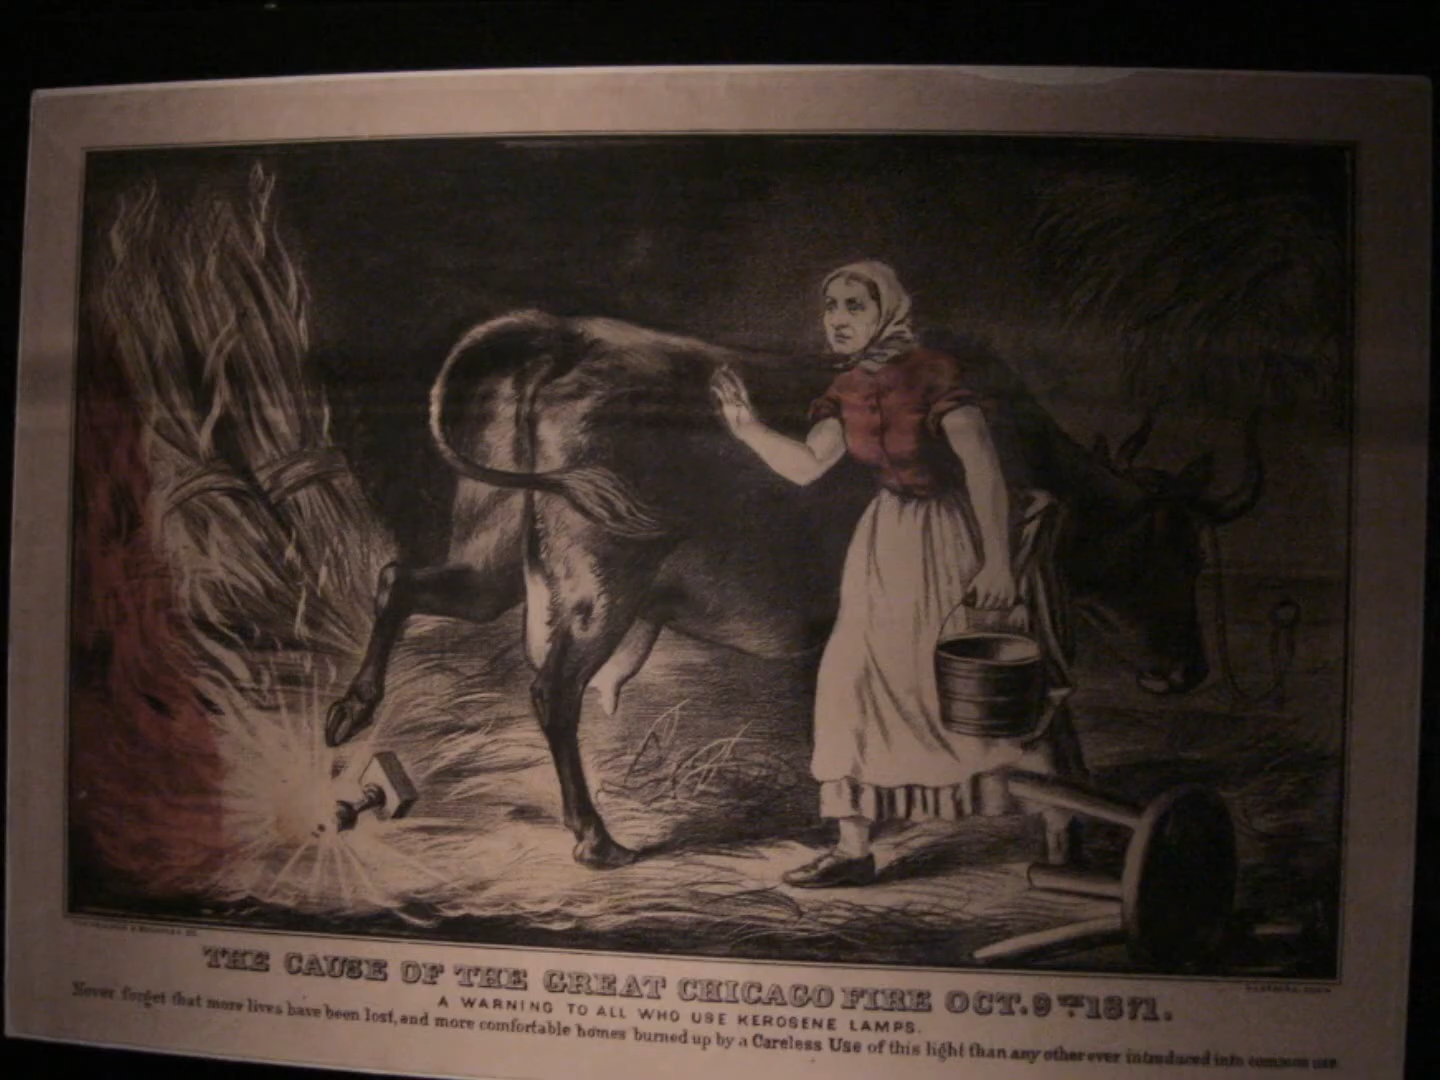 THE CAUSE OF THE GREAT CHICAGO FIRE OCT. 9TH 1871.
A WARNING TO ALL WHO USE KEROSENE LAMPS.
Never forget that more lives have been lost, and more comfortable homes burned up by a Careless Use of this light than any other ever introduced into common use.